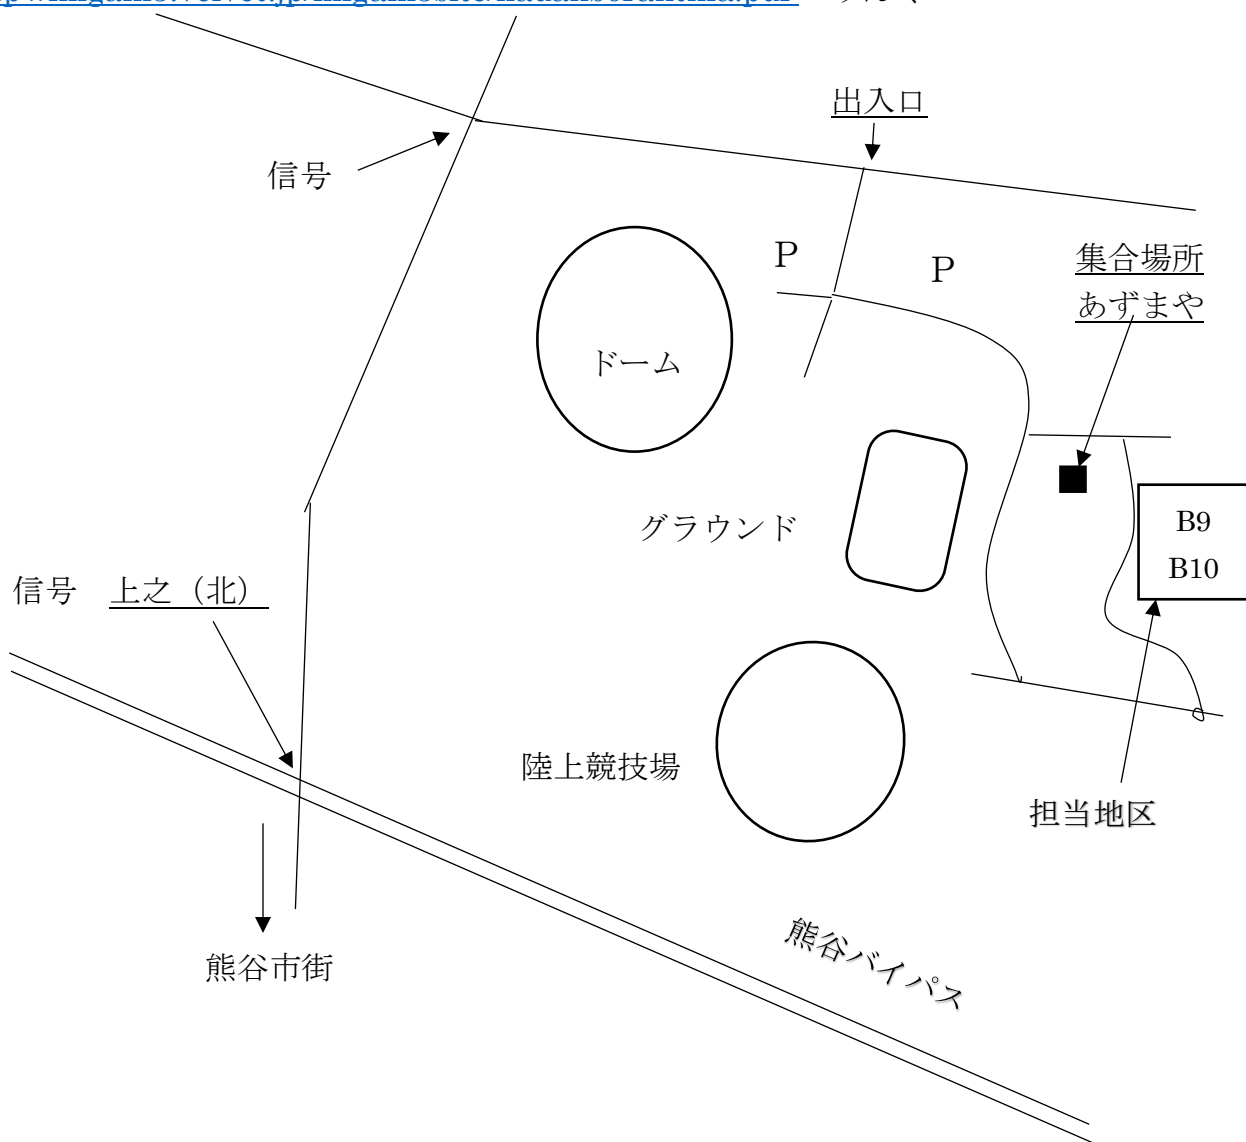 出入口
信号
P
P
集合場所
あずまや
ドーム
グラウンド
B9
B10
信号 上之（北）
陸上競技場
担当地区
熊谷バイパス
熊谷市街